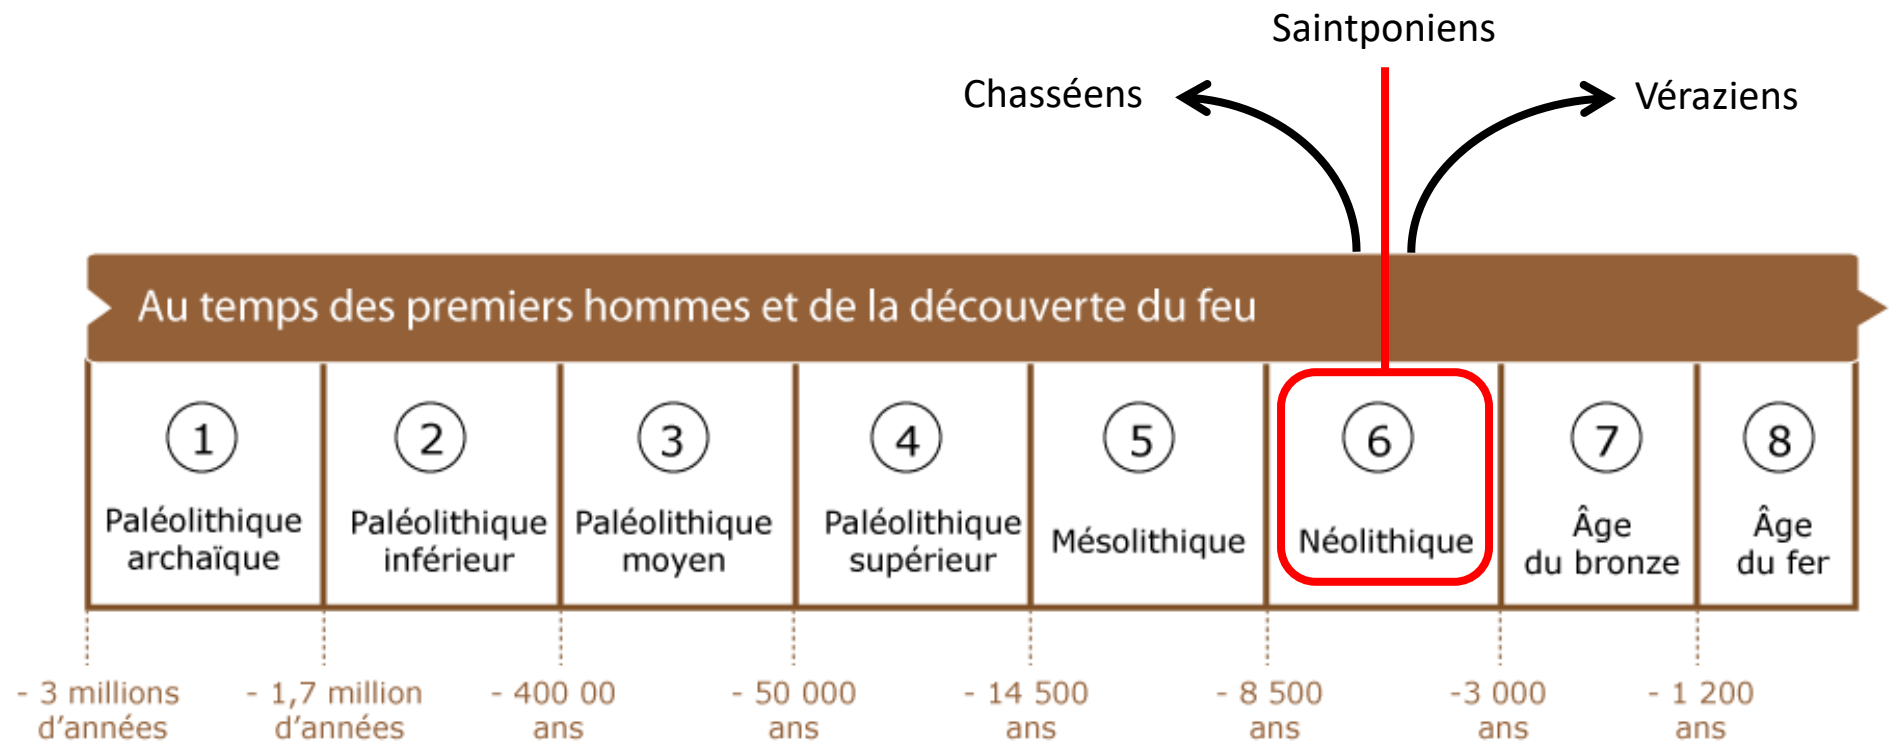 Saintponiens
Chasséens
Véraziens
Au temps des premiers hommes et de la découverte du feu
1
Paléolithique
archaïque
2
Paléolithique
inférieur
3
Paléolithique
moyen
4
Paléolithique
supérieur
5
Mésolithique
6
Néolithique
7
Âge
du bronze
8
Âge
du fer
- 3 millions
d'années
- 1,7 million
d'années
- 400 00
ans
- 50 000
ans
- 14 500
ans
- 8 500
ans
-3 000
ans
- 1 200
ans